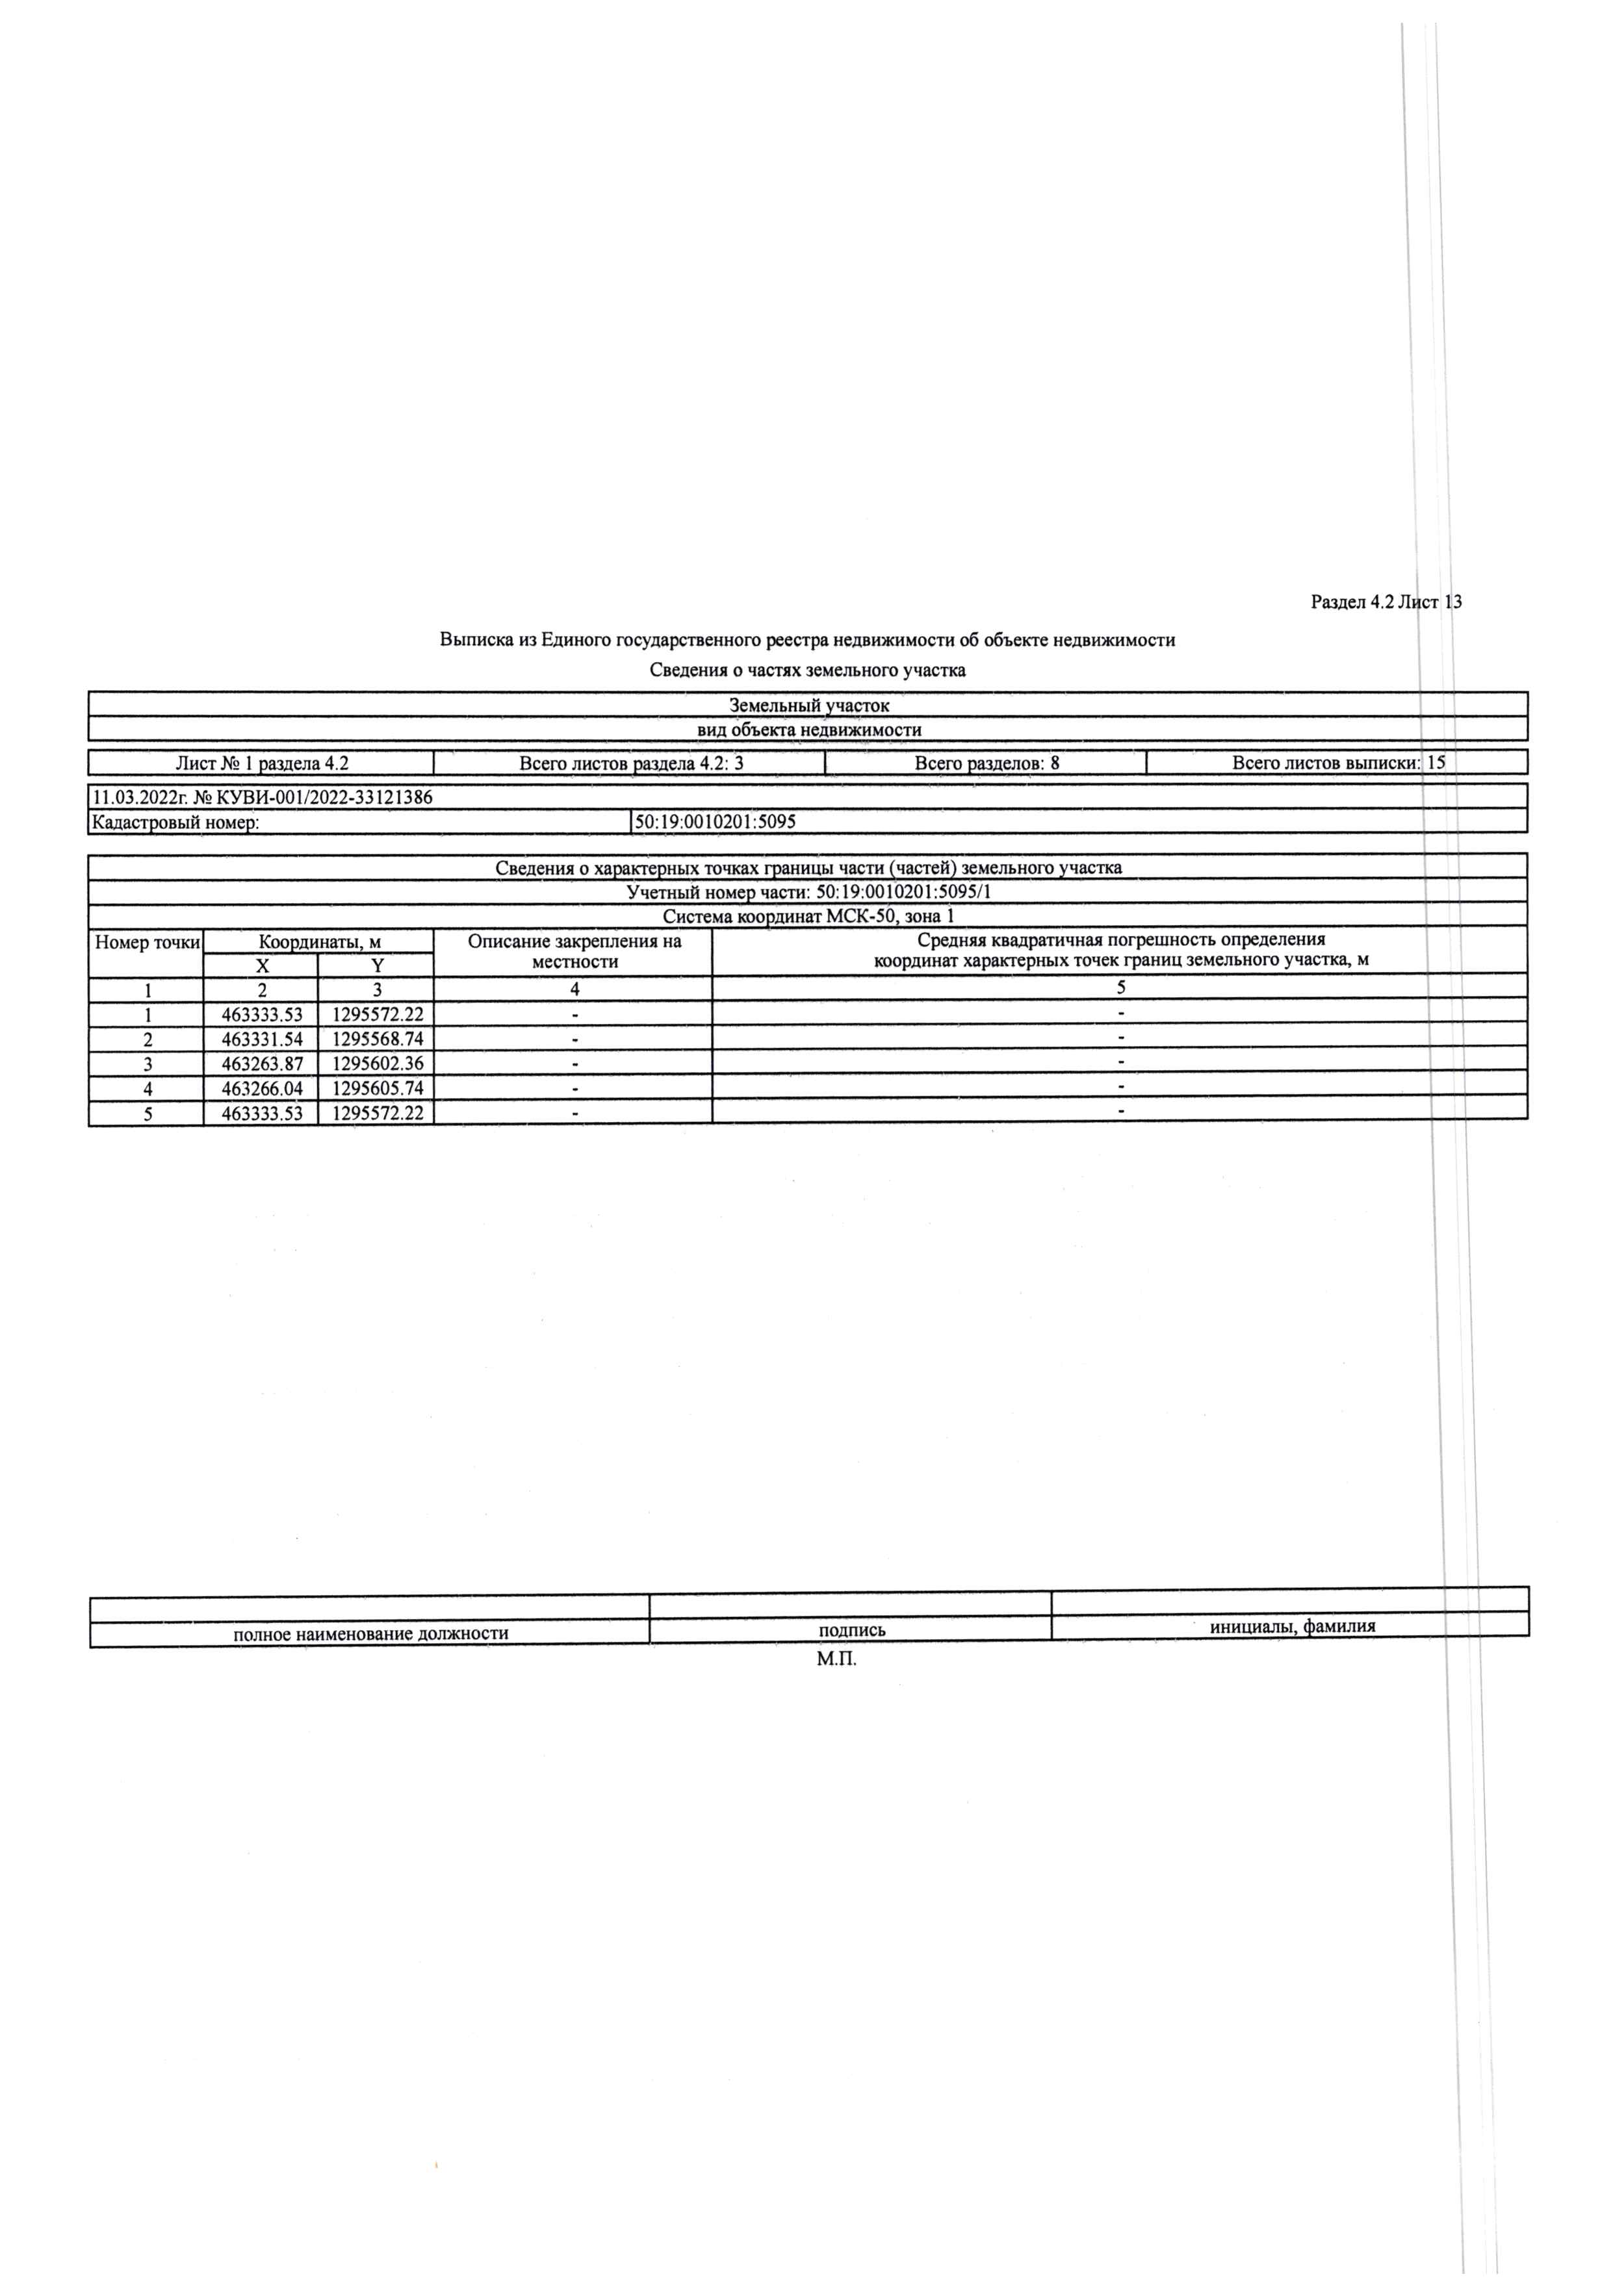 Раздел 4.2 Лист 13
Выписка из Единого государственного реестра недвижимости об объекте недвижимости
Сведения о частях земельного участка
Земельный участок
вид объекта недвижимости
Лист № 1 раздела 4.2 Всего листов раздела 4.2: 3 Всего разделов: 8 Всего листов выписки: 15
11.03.2022г. № КУВИ-001/2022-33121386
Кадастровый номер: 50:19:0010201:5095
Сведения о характерных точках границы части (частей) земельного участка
Учетный номер части: 50:19:0010201:5095/1
Система координат МСК-50, зона 1
Номер точки Координаты, м Описание закрепления на Средняя квадратичная погрешность определения
X Y местности координат характерных точек границ земельного участка, м
1 2 3 4 5
1 463333.53 1295572.22 - -
2 463331.54 1295568.74 - -
3 463263.87 1295602.36 - -
4 463266.04 1295605.74 - -
5 463333.53 1295572.22 - -
полное наименование должности подпись инициалы, фамилия
М.П.